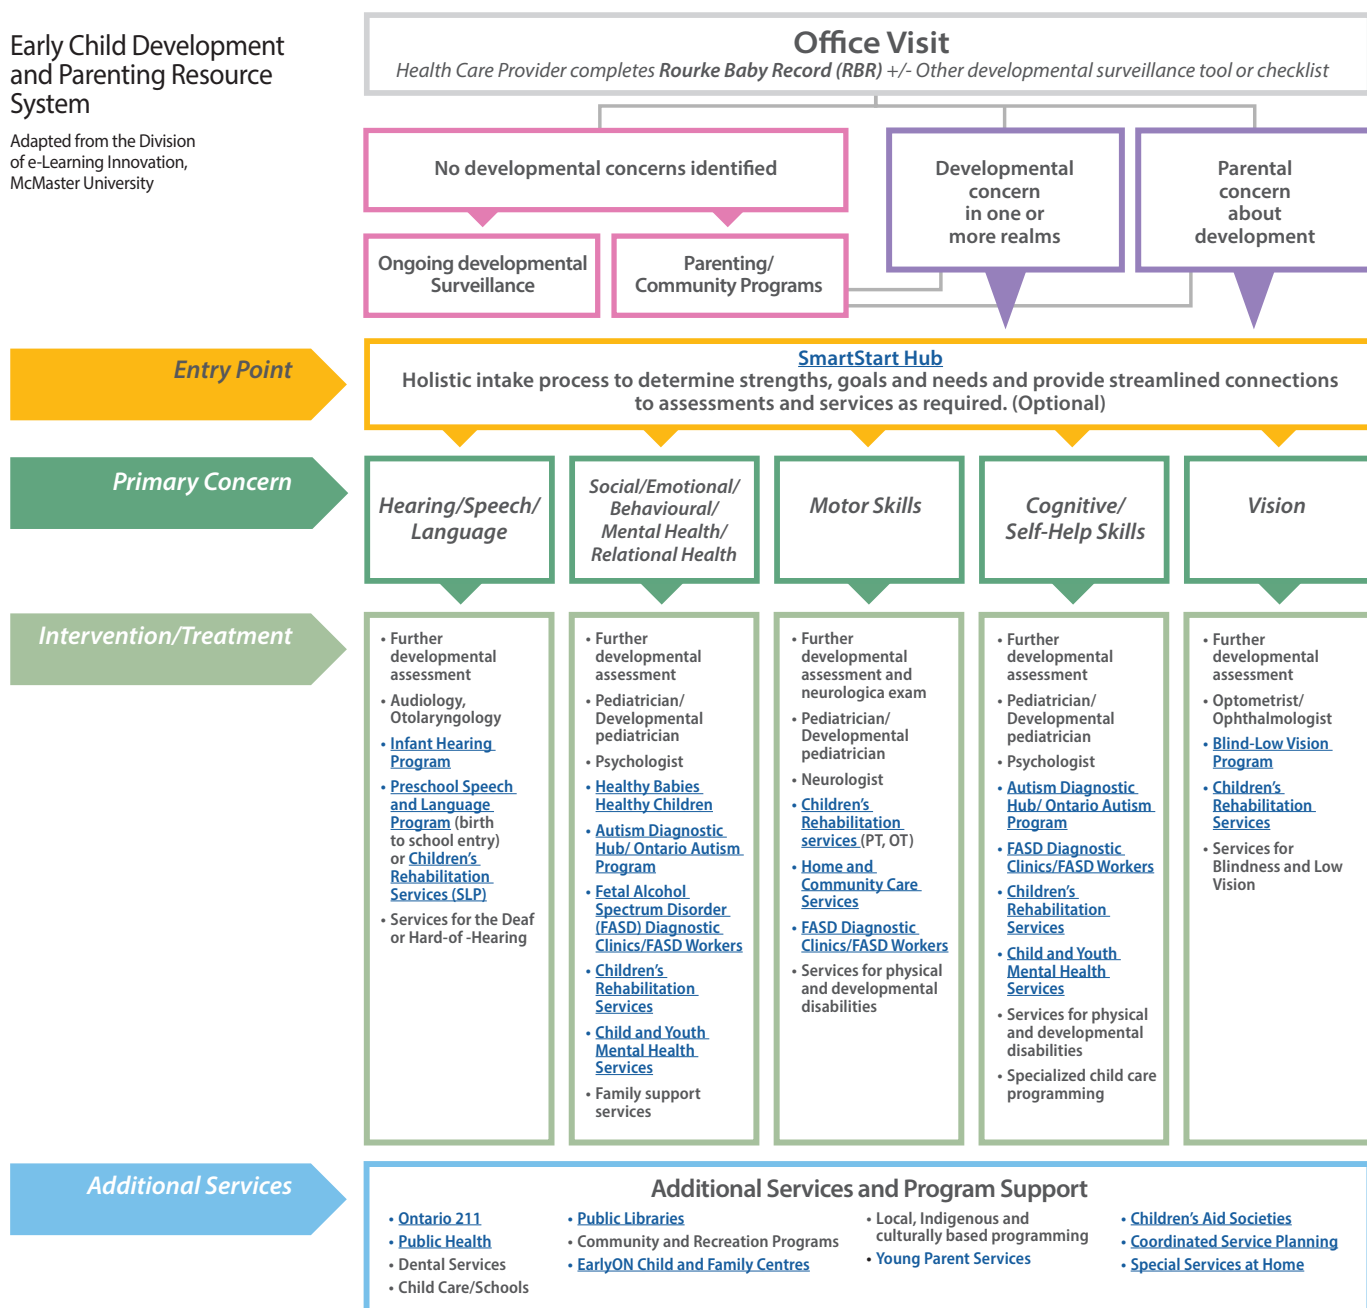 Early Child Development
and Parenting Resource
System
Adapted from the Division
of e-Learning Innovation,
McMaster University
Office Visit
Health Care Provider completes Rourke Baby Record (RBR) +/- Other developmental surveillance tool or checklist
No developmental concerns identified
Ongoing developmental
Surveillance
Parenting/
Community Programs
Developmental
concern
in one or
more realms
Parental
concern
about
development
Entry Point
SmartStart Hub
Holistic intake process to determine strengths, goals and needs and provide streamlined connections
to assessments and services as required. (Optional)
Primary Concern
Hearing/Speech/
Language
Social/Emotional/
Behavioural/
Mental Health/
Relational Health
Motor Skills
Cognitive/
Self-Help Skills
Vision
Intervention/Treatment
• Further
developmental
assessment
• Audiology,
Otolaryngology
• Infant Hearing
Program
• Preschool Speech
and Language
Program (birth
to school entry)
or Children's
Rehabilitation
Services (SLP)
• Services for the Deaf
or Hard-of -Hearing
• Further
developmental
assessment
• Pediatrician/
Developmental
pediatrician
• Psychologist
• Healthy Babies
Healthy Children
• Autism Diagnostic
Hub/ Ontario Autism
Program
• Fetal Alcohol
Spectrum Disorder
(FASD) Diagnostic
Clinics/FASD Workers
• Children's
Rehabilitation
Services
• Child and Youth
Mental Health
Services
• Family support
services
• Further
developmental
assessment and
neurologica exam
• Pediatrician/
Developmental
pediatrician
• Neurologist
• Children's
Rehabilitation
services (PT, OT)
• Home and
Community Care
Services
• FASD Diagnostic
Clinics/FASD Workers
• Services for physical
and developmental
disabilities
• Further
developmental
assessment
• Pediatrician/
Developmental
pediatrician
• Psychologist
• Autism Diagnostic
Hub/ Ontario Autism
Program
• FASD Diagnostic
Clinics/FASD Workers
• Children's
Rehabilitation
Services
• Child and Youth
Mental Health
Services
• Services for physical
and developmental
disabilities
• Specialized child care
programming
• Further
developmental
assessment
• Optometrist/
Ophthalmologist
• Blind-Low Vision
Program
• Children's
Rehabilitation
Services
• Services for
Blindness and Low
Vision
Additional Services
Additional Services and Program Support
• Ontario 211
• Public Health
• Dental Services
• Child Care/Schools
• Public Libraries
• Community and Recreation Programs
• EarlyON Child and Family Centres
• Local, Indigenous and
culturally based programming
• Young Parent Services
• Children's Aid Societies
• Coordinated Service Planning
• Special Services at Home